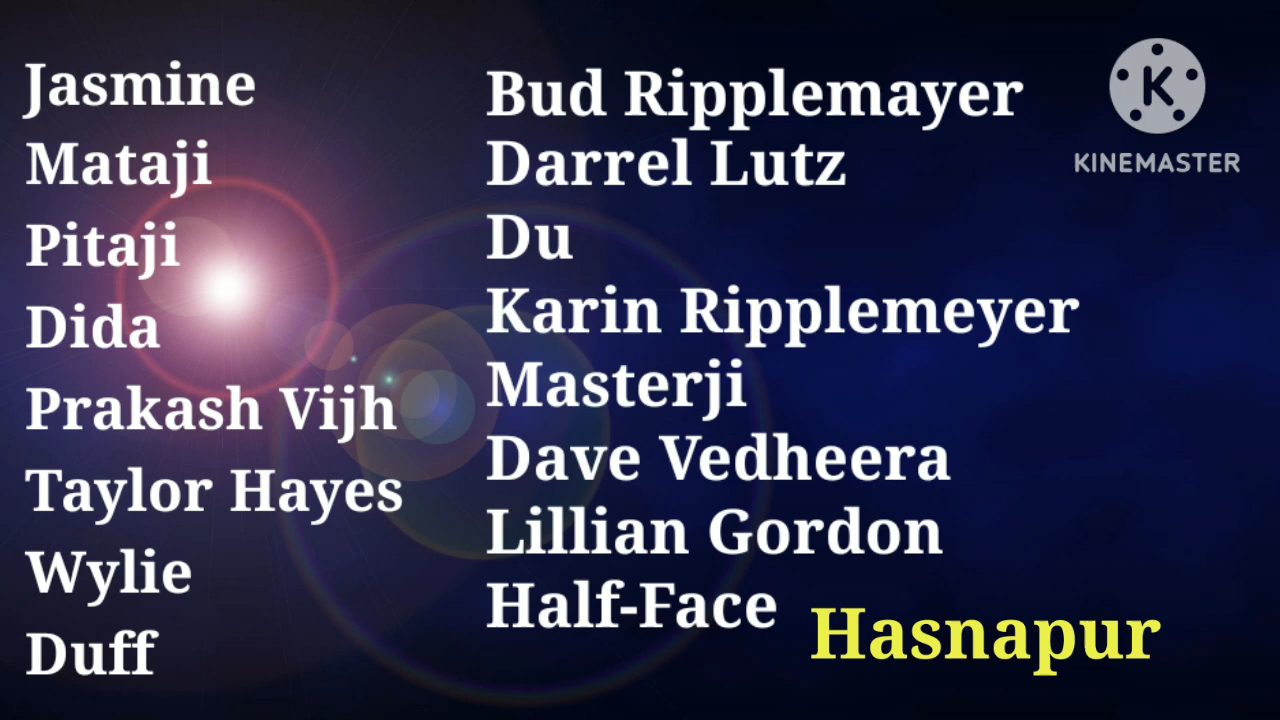 Jasmine
Mataji
Pitaji
Dida
Prakash Vijh
Taylor Hayes
Wylie
Duff
Bud Ripplemayer
Darrel Lutz
Du
Karin Ripplemeyer
Masterji
Dave Vedheera
Lillian Gordon
Half-Face
Hasnapur
K
KINEMASTER